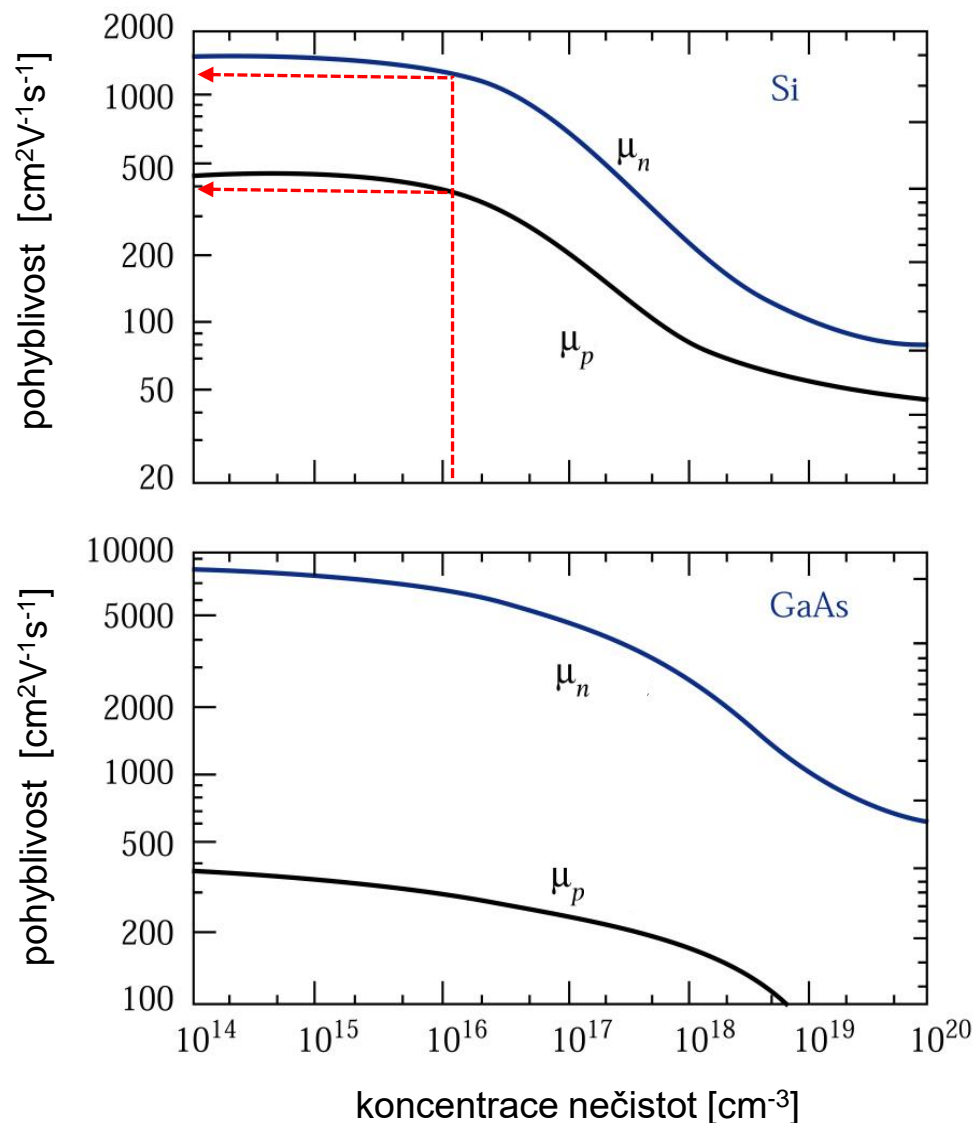 pohyblivost [cm²V⁻¹s⁻¹]
2000
1000
500
200
100
50
20
Si
μₙ
μₚ
pohyblivost [cm²V⁻¹s⁻¹]
10000
5000
2000
1000
500
200
100
GaAs
μₙ
μₚ
10¹⁴ 10¹⁵ 10¹⁶ 10¹⁷ 10¹⁸ 10¹⁹ 10²⁰
koncentrace nečistot [cm⁻³]